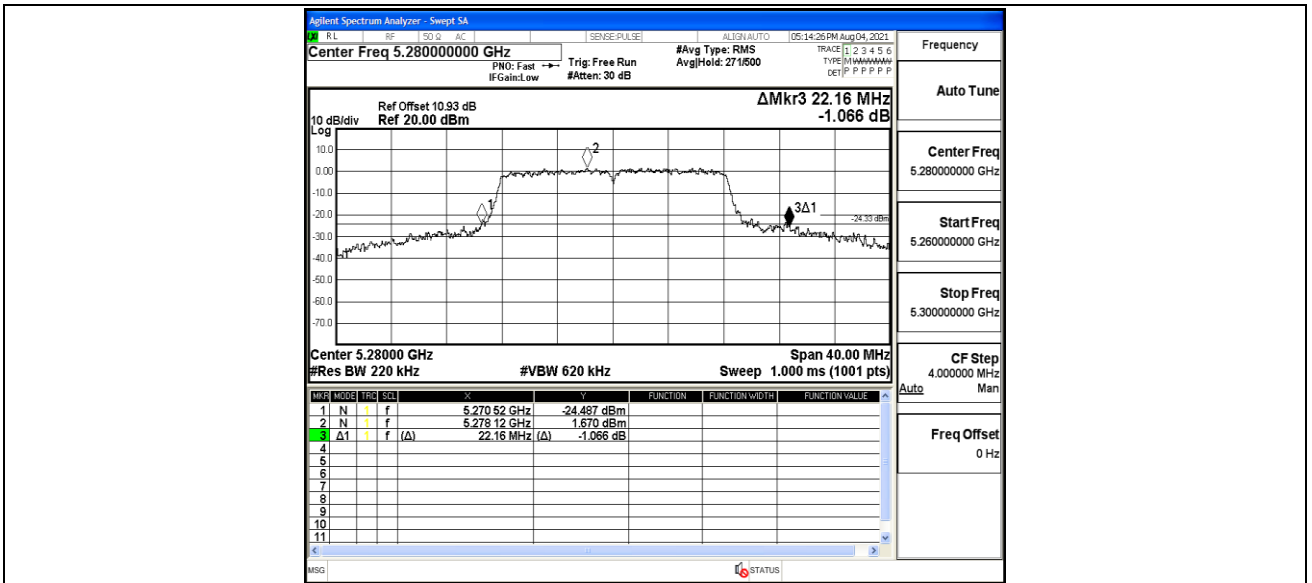 Agilent Spectrum Analyzer - Swept SA
RL RF 50 Ω AC SENSE:PULSE ALIGN AUTO 05:14:26 PM Aug 04, 2021
Center Freq 5.280000000 GHz
PNO: Fast
IFGain:Low
Trig: Free Run
#Atten: 30 dB
#Avg Type: RMS
Avg|Hold: 271/500
TRACE 1 2 3 4 5 6
TYPE M WWWWW
DET P P P P P P
ΔMkr3 22.16 MHz
-1.066 dB
Ref Offset 10.93 dB
10 dB/div Ref 20.00 dBm
Log
10.0
0.00
-10.0
-20.0
-30.0
-40.0
-50.0
-60.0
-70.0
2
1
3Δ1
-24.33 dBm
Center 5.28000 GHz Span 40.00 MHz
#Res BW 220 kHz #VBW 620 kHz Sweep 1.000 ms (1001 pts)
MKR MODE TRC SCL X Y FUNCTION FUNCTION WIDTH FUNCTION VALUE
1 N 1 f 5.270 52 GHz -24.487 dBm
2 N 1 f 5.278 12 GHz 1.670 dBm
3 Δ1 1 f (Δ) 22.16 MHz (Δ) -1.066 dB
4
5
6
7
8
9
10
11
MSG STATUS
Frequency
Auto Tune
Center Freq
5.280000000 GHz
Start Freq
5.260000000 GHz
Stop Freq
5.300000000 GHz
CF Step
4.000000 MHz
Auto Man
Freq Offset
0 Hz